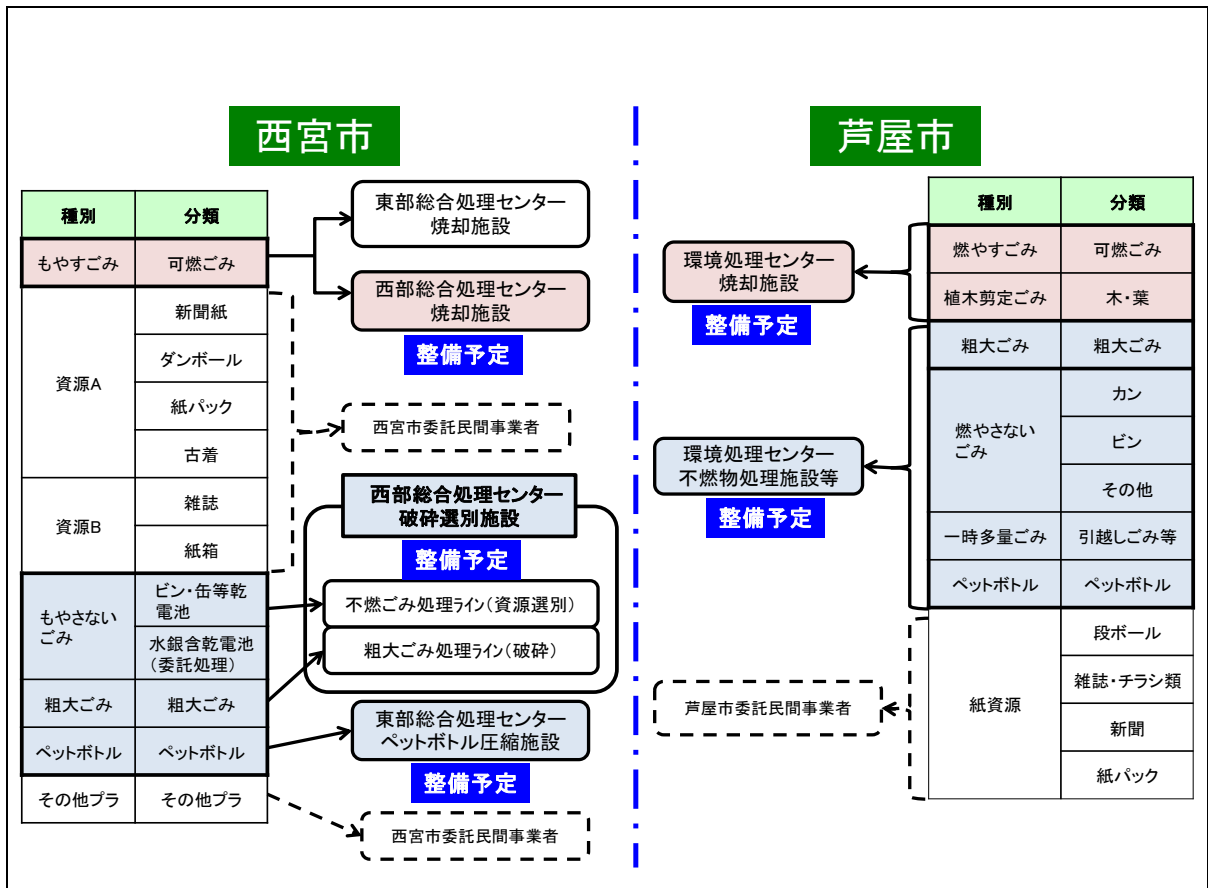 西宮市
種別
分類
もやすごみ
可燃ごみ
資源A
新聞紙
ダンボール
紙パック
古着
資源B
雑誌
紙箱
もやさない
ごみ
ビン・缶等乾
電池
水銀含乾電池
(委託処理)
粗大ごみ
粗大ごみ
ペットボトル
ペットボトル
その他プラ
その他プラ
東部総合処理センター
焼却施設
西部総合処理センター
焼却施設
整備予定
西宮市委託民間事業者
西部総合処理センター
破砕選別施設
整備予定
不燃ごみ処理ライン(資源選別)
粗大ごみ処理ライン(破砕)
東部総合処理センター
ペットボトル圧縮施設
整備予定
西宮市委託民間事業者
芦屋市
環境処理センター
焼却施設
整備予定
環境処理センター
不燃物処理施設等
整備予定
芦屋市委託民間事業者
種別
分類
燃やすごみ
可燃ごみ
植木剪定ごみ
木・葉
粗大ごみ
粗大ごみ
燃やさない
ごみ
カン
ビン
その他
一時多量ごみ
引越しごみ等
ペットボトル
ペットボトル
紙資源
段ボール
雑誌・チラシ類
新聞
紙パック